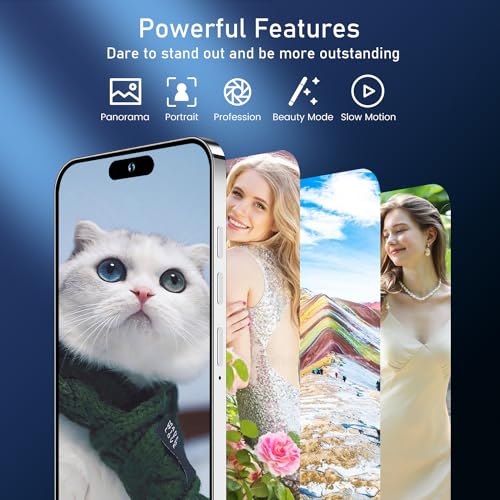 Powerful Features
Dare to stand out and be more outstanding
Panorama Portrait Profession Beauty Mode Slow Motion